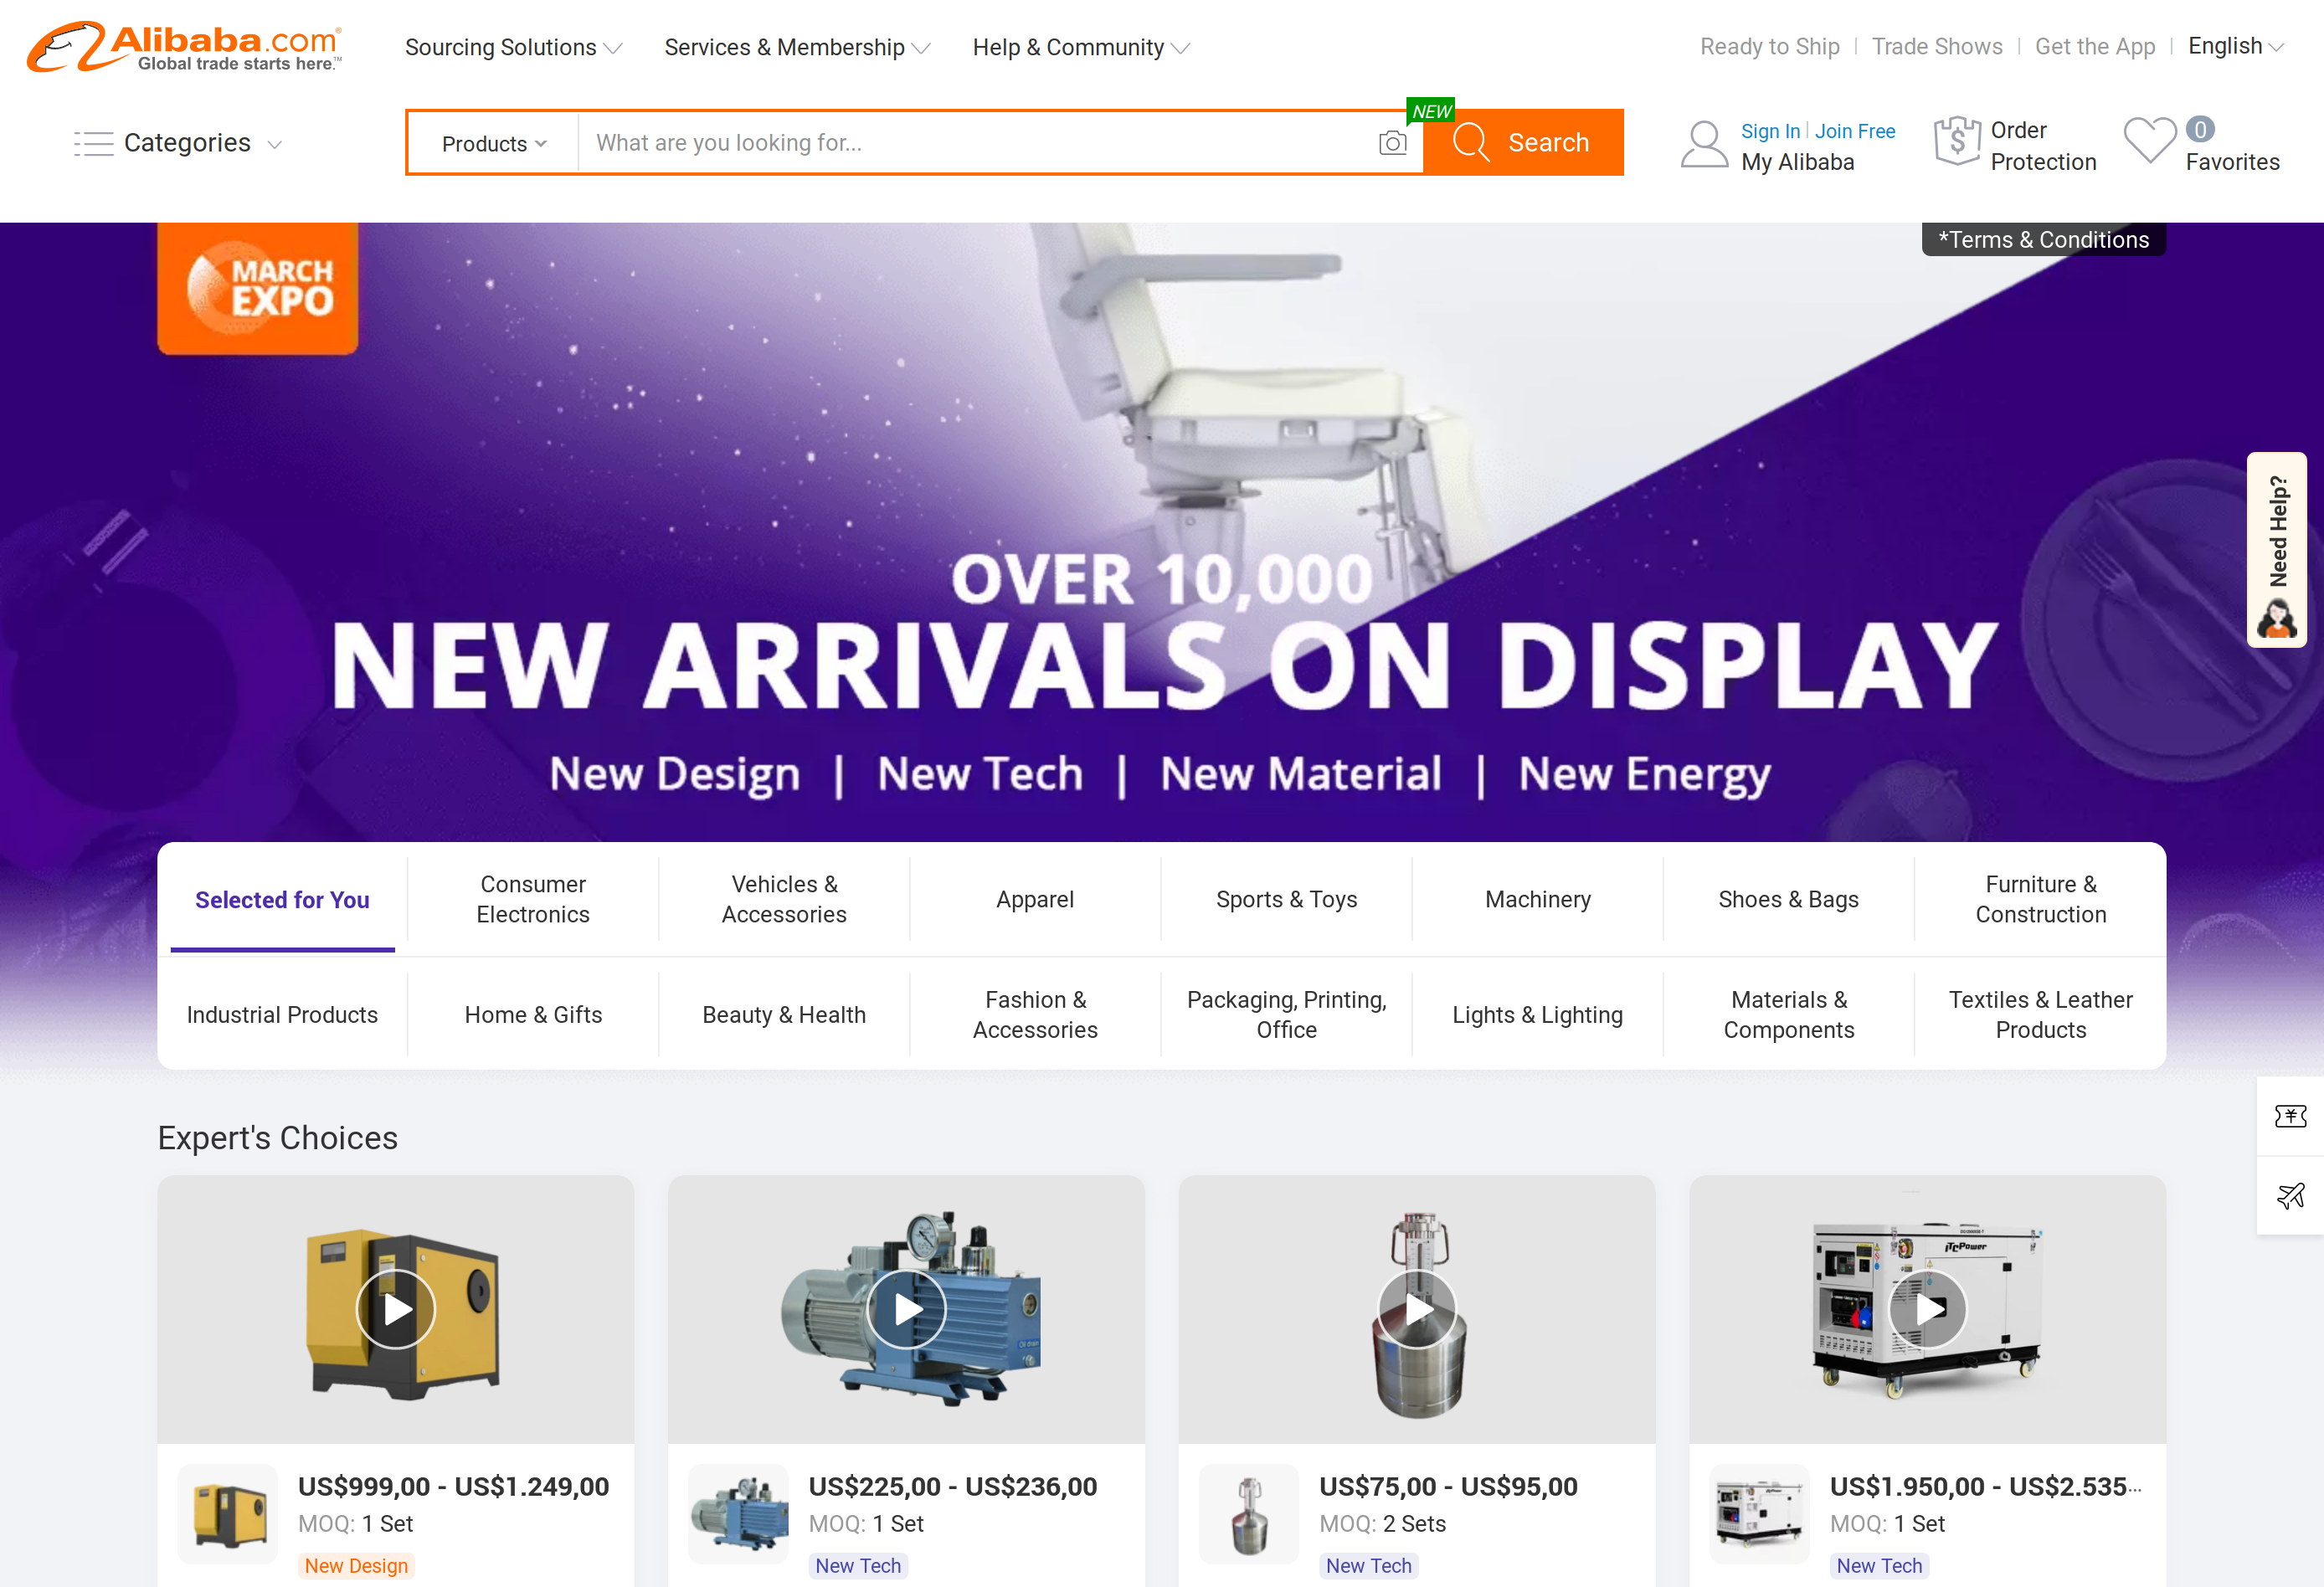 Alibaba.com®
Global trade starts here.™
Sourcing Solutions
Services & Membership
Help & Community
Ready to Ship
Trade Shows
Get the App
English
Categories
Products
What are you looking for...
NEW
Search
Sign In
Join Free
My Alibaba
Order
Protection
0
Favorites
MARCH
EXPO
*Terms & Conditions
OVER 10,000
NEW ARRIVALS ON DISPLAY
New Design | New Tech | New Material | New Energy
Need Help?
Selected for You
Consumer
Electronics
Vehicles &
Accessories
Apparel
Sports & Toys
Machinery
Shoes & Bags
Furniture &
Construction
Industrial Products
Home & Gifts
Beauty & Health
Fashion &
Accessories
Packaging, Printing,
Office
Lights & Lighting
Materials &
Components
Textiles & Leather
Products
Expert's Choices
iTCPower
US$999,00 - US$1.249,00
MOQ: 1 Set
New Design
US$225,00 - US$236,00
MOQ: 1 Set
New Tech
US$75,00 - US$95,00
MOQ: 2 Sets
New Tech
US$1.950,00 - US$2.535...
MOQ: 1 Set
New Tech